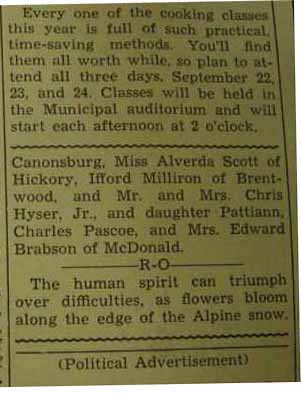 Every one of the cooking classes
this year is full of such practical,
time-saving methods. You'll find
them all worth while, so plan to at-
tend all three days, September 22,
23, and 24. Classes will be held in
the Municipal auditorium and will
start each afternoon at 2 o'clock.
Canonsburg, Miss Alverda Scott of
Hickory, Ifford Milliron of Brent-
wood, and Mr. and Mrs. Chris
Hyser, Jr., and daughter Pattiann,
Charles Pascoe, and Mrs. Edward
Brabson of McDonald.
R-O
The human spirit can triumph
over difficulties, as flowers bloom
along the edge of the Alpine snow.
(Political Advertisement)